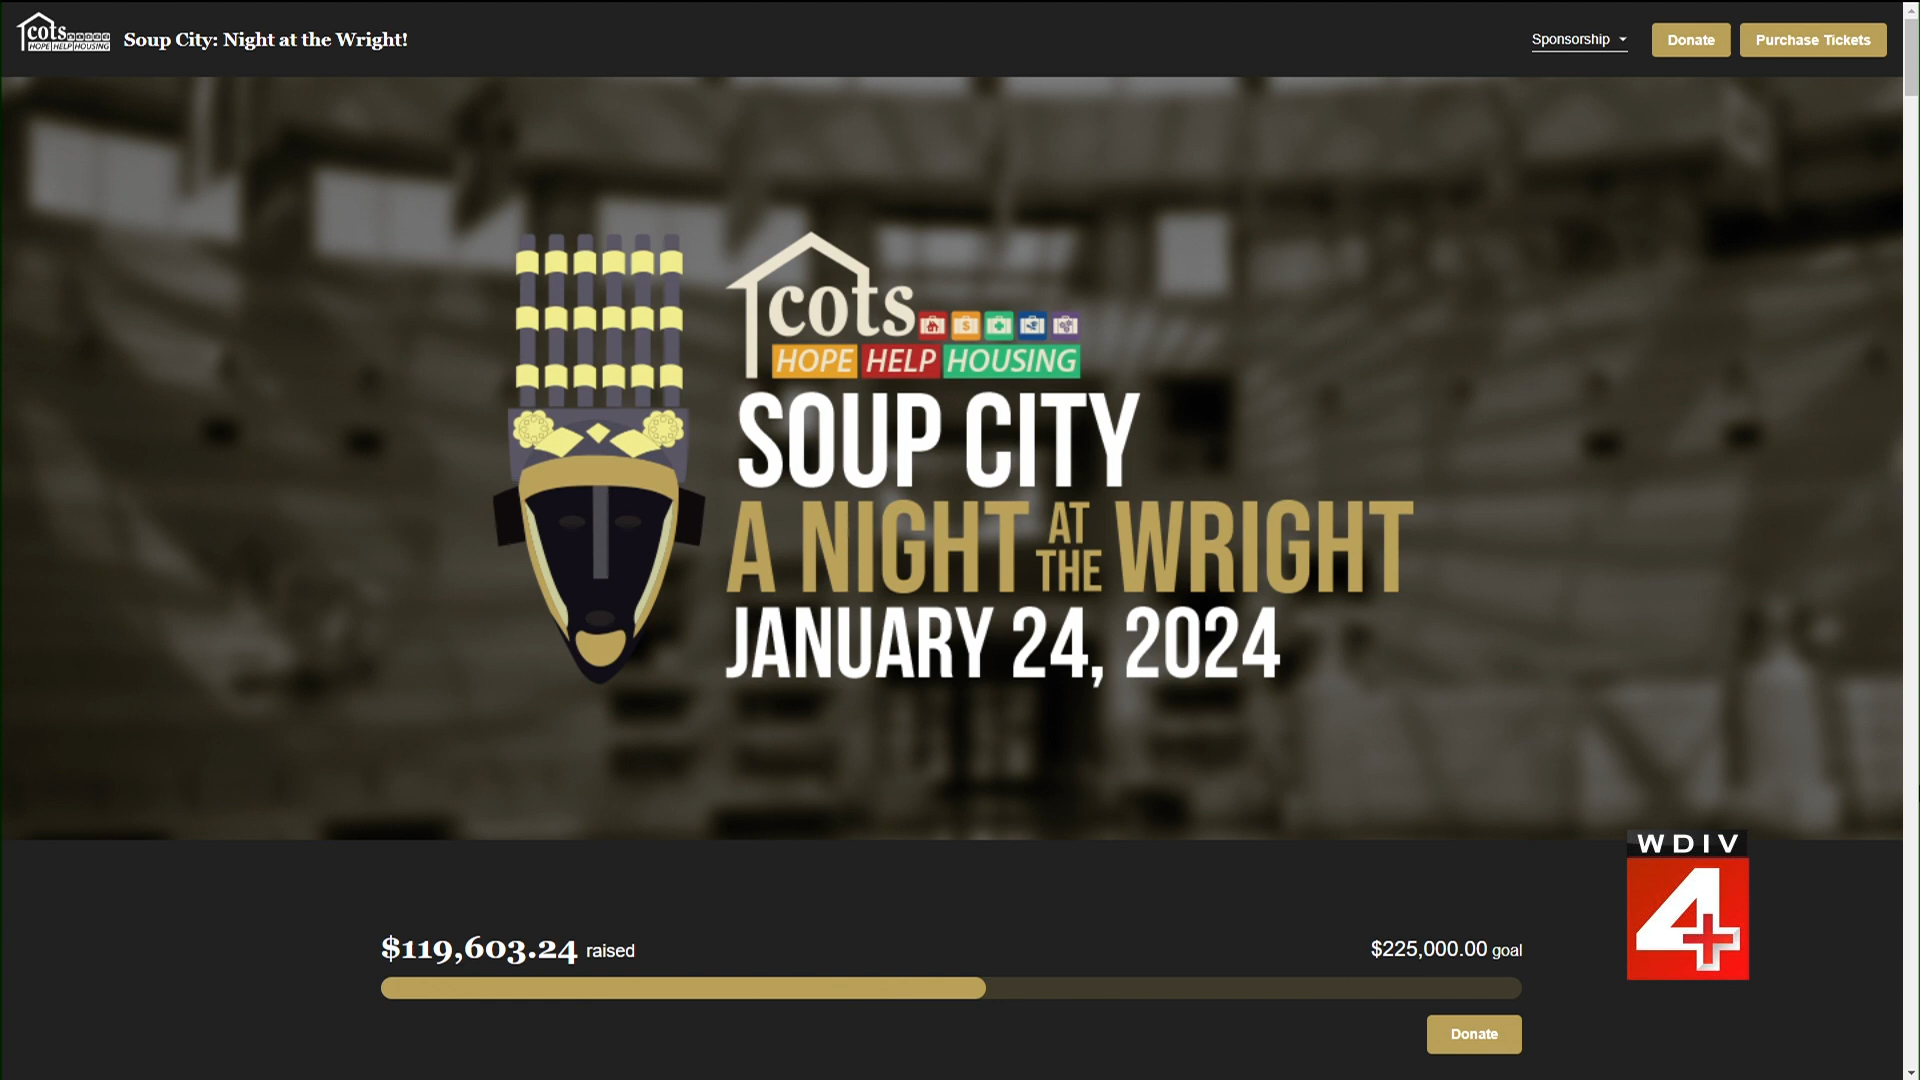 cots
HOPE HELP HOUSING
Soup City: Night at the Wright!
Sponsorship
Donate
Purchase Tickets
cots
HOPE HELP HOUSING
SOUP CITY
A NIGHT AT THE WRIGHT
JANUARY 24, 2024
WDIV
4+
$119,603.24 raised
$225,000.00 goal
Donate